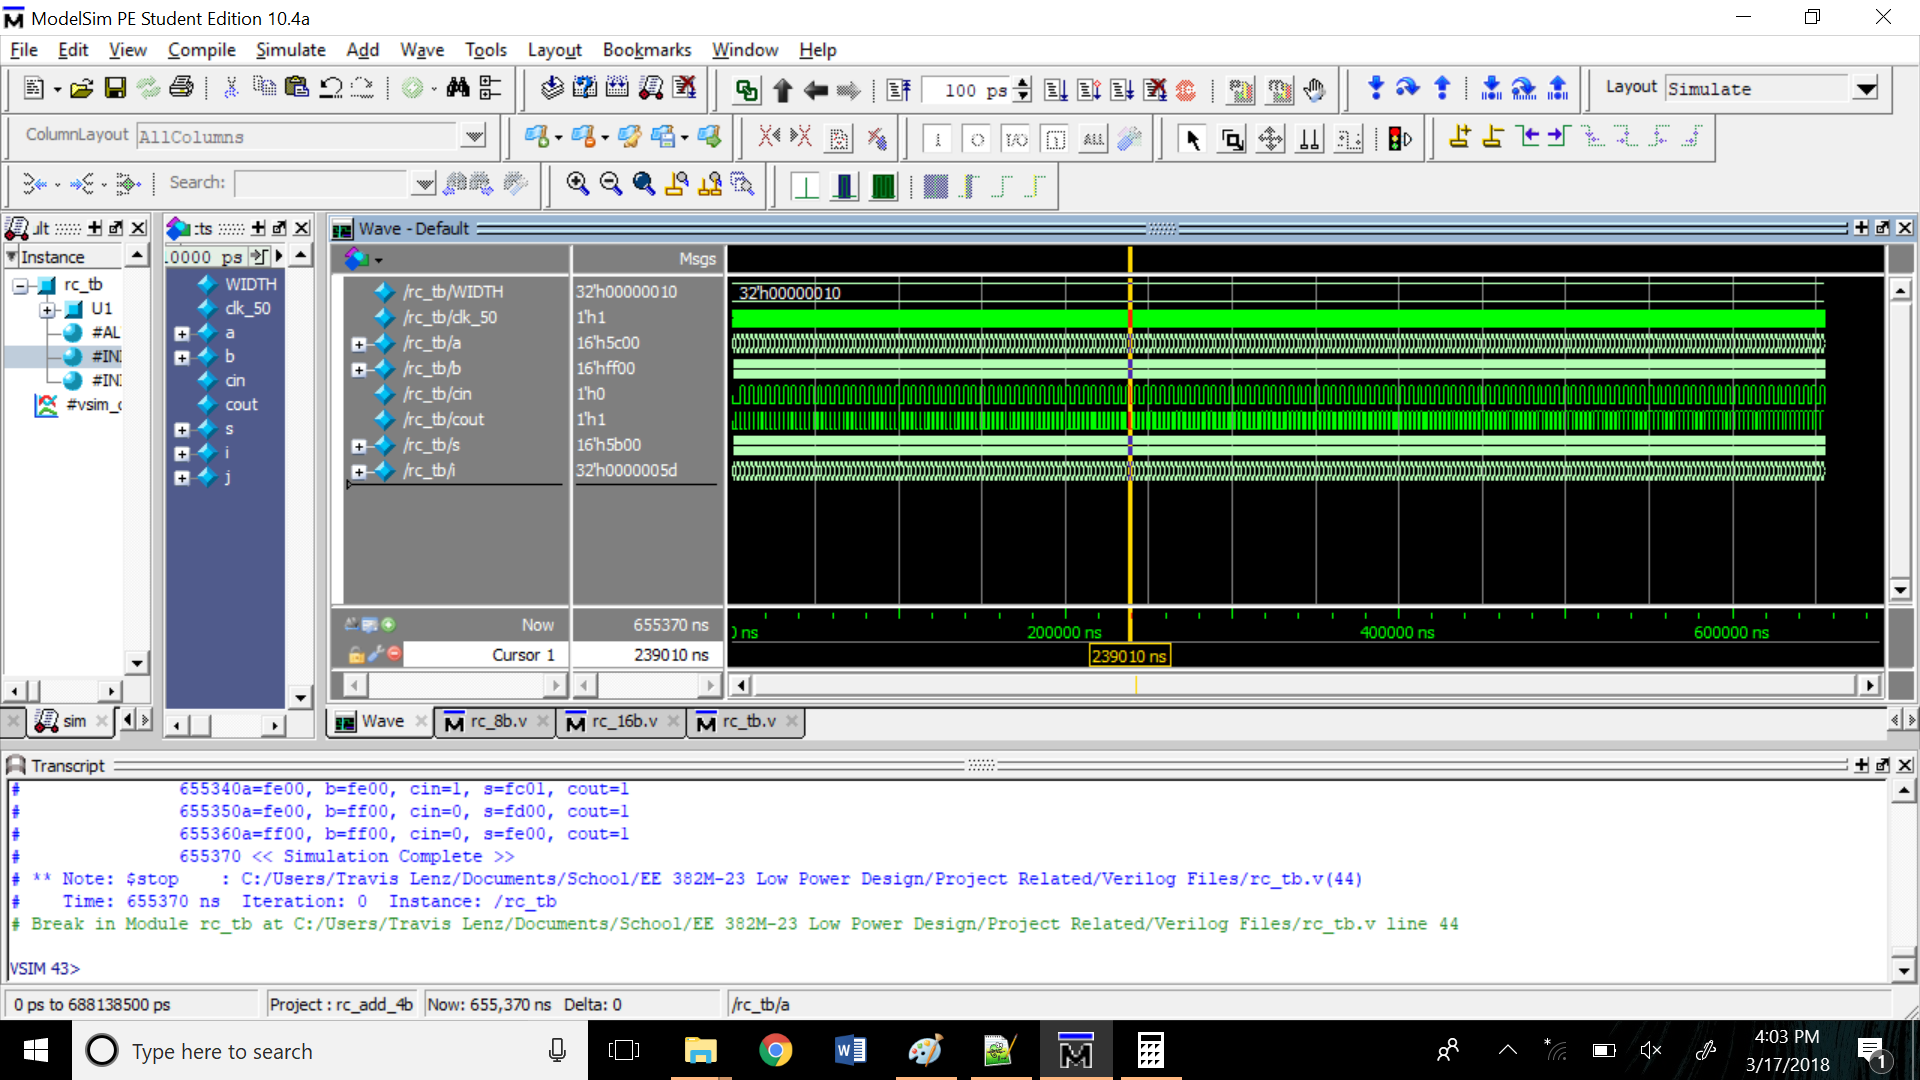 ModelSim PE Student Edition 10.4a
File Edit View Compile Simulate Add Wave Tools Layout Bookmarks Window Help
100 ps
Layout Simulate
ColumnLayout AllColumns
ALL
Search:
:ts
Wave - Default
Instance
.0000 ps
Msgs
rc_tb
U1
#AL
#INI
#INI
#vsim_c
WIDTH
clk_50
a
b
cin
cout
s
i
j
/rc_tb/WIDTH 32'h00000010 32'h00000010
/rc_tb/clk_50 1'h1
/rc_tb/a 16'h5c00
/rc_tb/b 16'hff00
/rc_tb/cin 1'h0
/rc_tb/cout 1'h1
/rc_tb/s 16'h5b00
/rc_tb/i 32'h0000005d
Now 655370 ns
200000 ns 400000 ns 600000 ns
Cursor 1 239010 ns
239010 ns
sim
Wave rc_8b.v rc_16b.v rc_tb.v
Transcript
# 655340a=fe00, b=fe00, cin=1, s=fc01, cout=1
# 655350a=fe00, b=ff00, cin=0, s=fd00, cout=1
# 655360a=ff00, b=ff00, cin=0, s=fe00, cout=1
# 655370 << Simulation Complete >>
# ** Note: $stop : C:/Users/Travis Lenz/Documents/School/EE 382M-23 Low Power Design/Project Related/Verilog Files/rc_tb.v(44)
# Time: 655370 ns Iteration: 0 Instance: /rc_tb
# Break in Module rc_tb at C:/Users/Travis Lenz/Documents/School/EE 382M-23 Low Power Design/Project Related/Verilog Files/rc_tb.v line 44
VSIM 43>
0 ps to 688138500 ps Project : rc_add_4b Now: 655,370 ns Delta: 0 /rc_tb/a
Type here to search
4:03 PM
3/17/2018
1